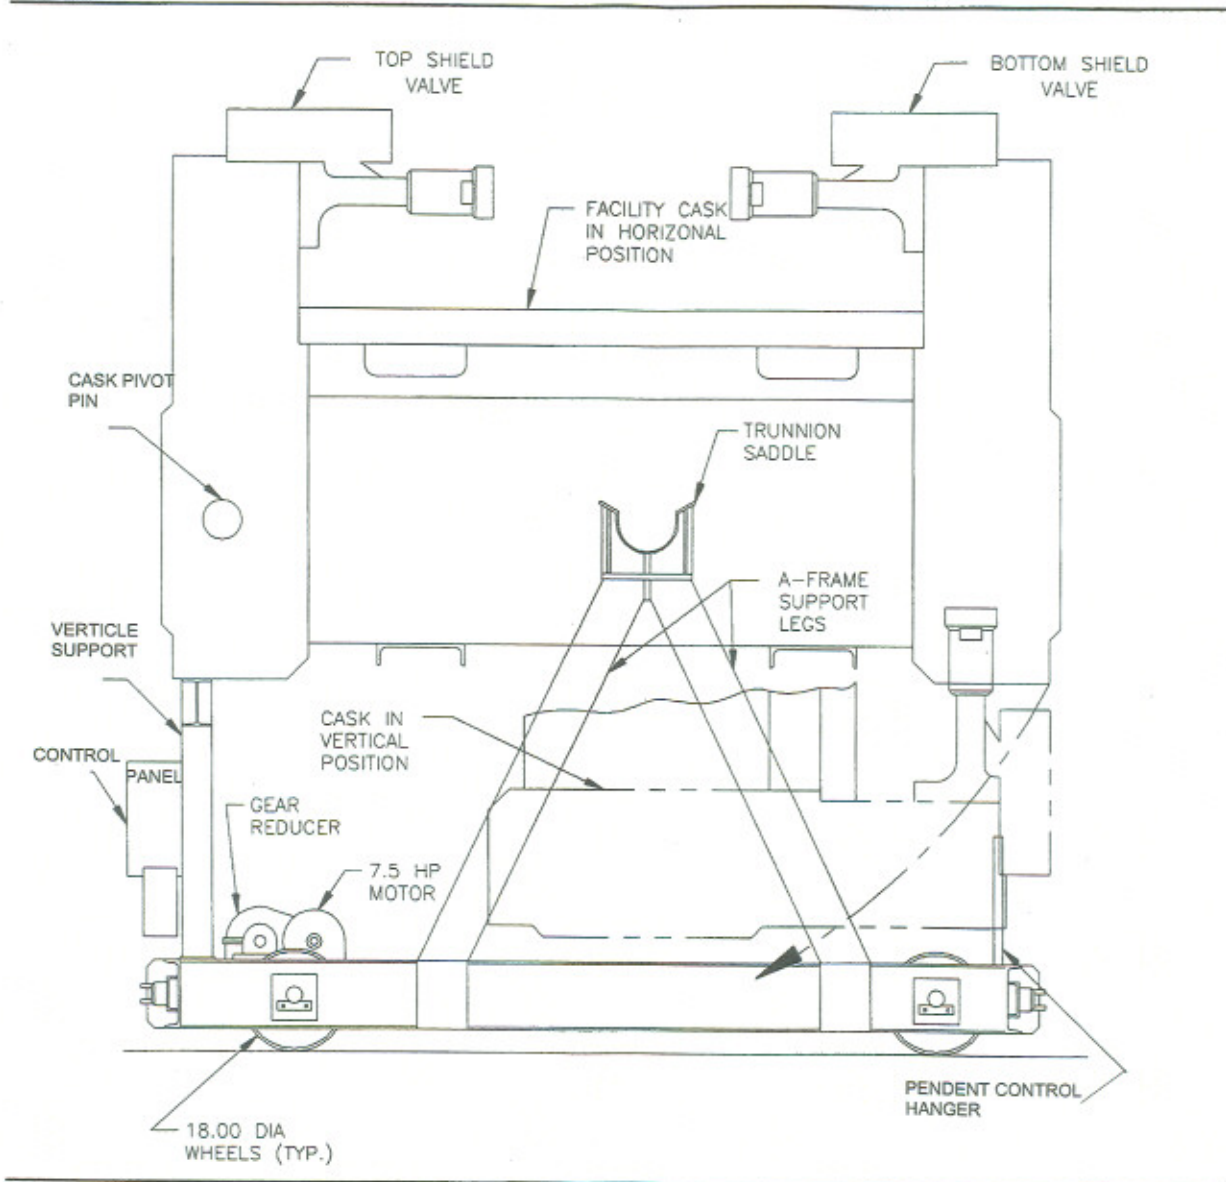 TOP SHIELD
VALVE
BOTTOM SHIELD
VALVE
FACILITY CASK
IN HORIZONAL
POSITION
CASK PIVOT
PIN
TRUNNION
SADDLE
A-FRAME
SUPPORT
LEGS
VERTICLE
SUPPORT
CASK IN
VERTICAL
POSITION
CONTROL
PANEL
GEAR
REDUCER
7.5 HP
MOTOR
PENDENT CONTROL
HANGER
18.00 DIA
WHEELS (TYP.)